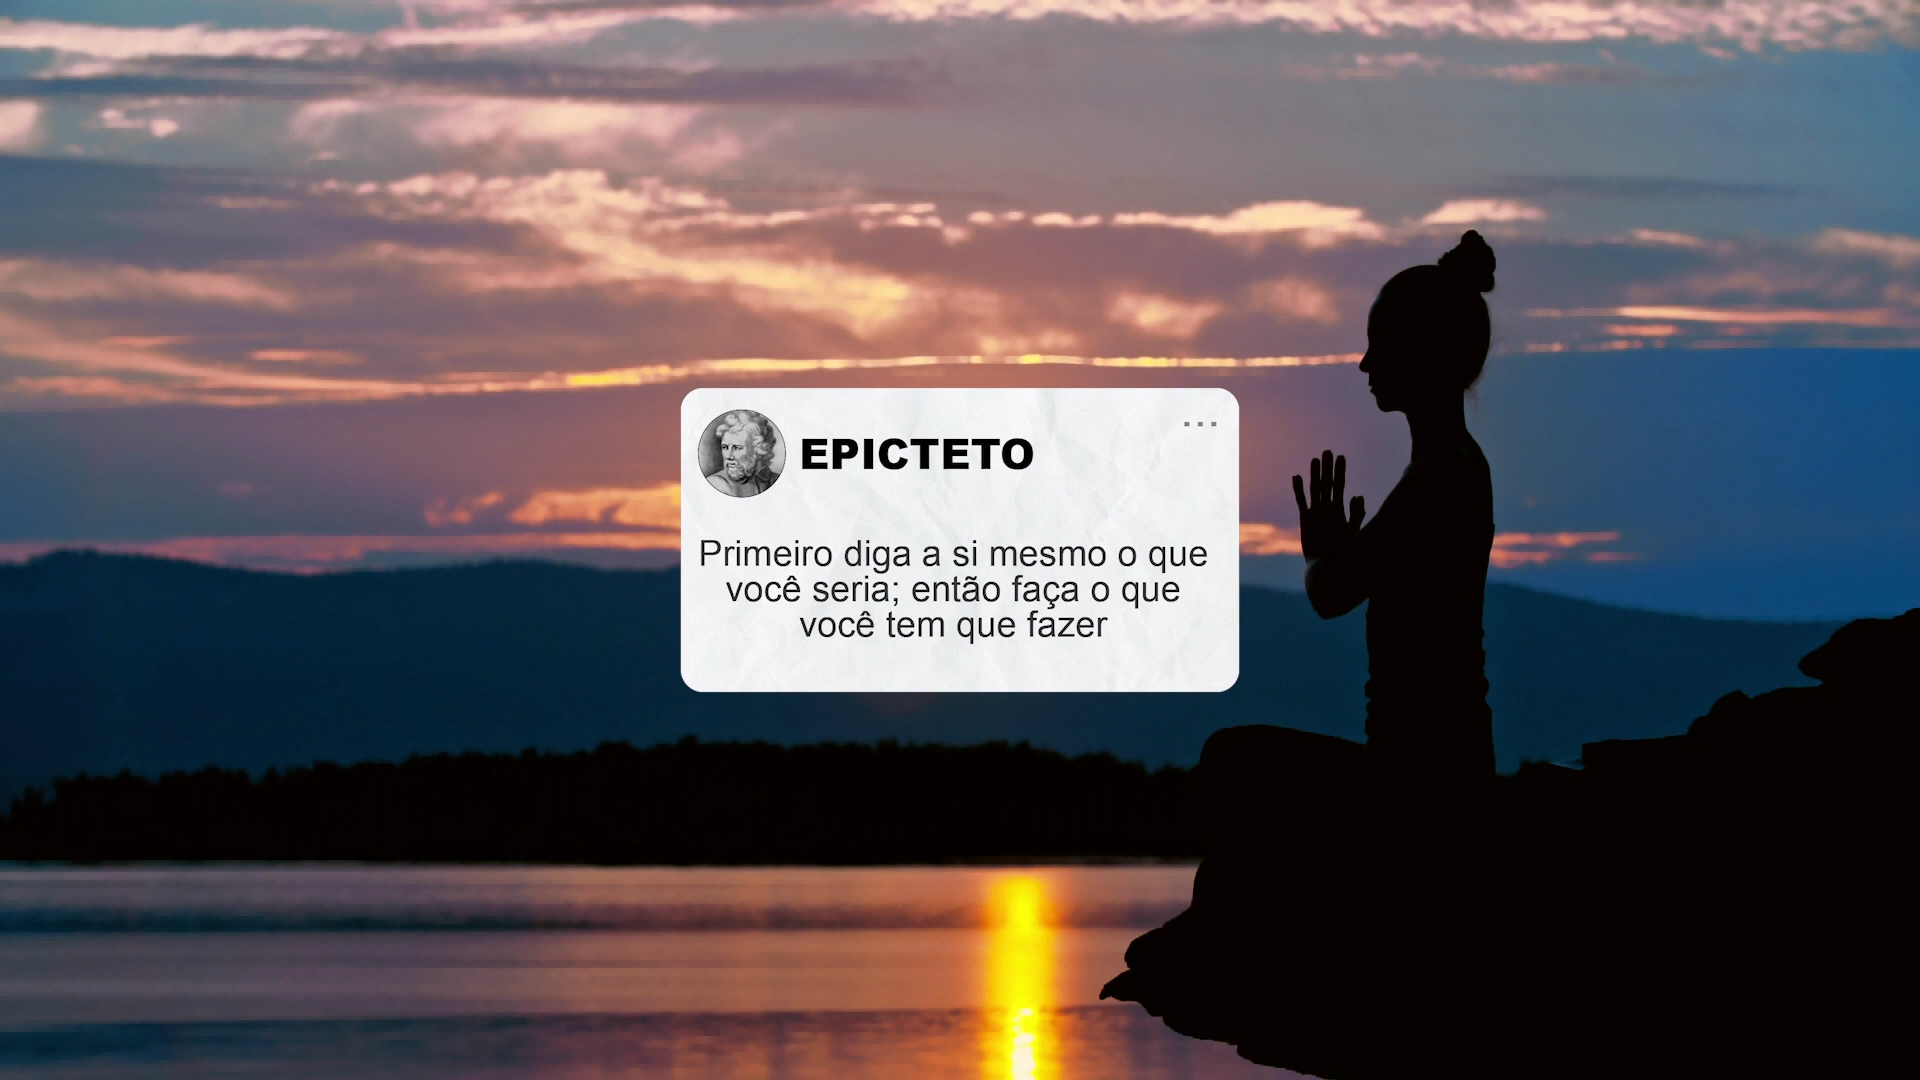 EPICTETO
Primeiro diga a si mesmo o que
você seria; então faça o que
você tem que fazer